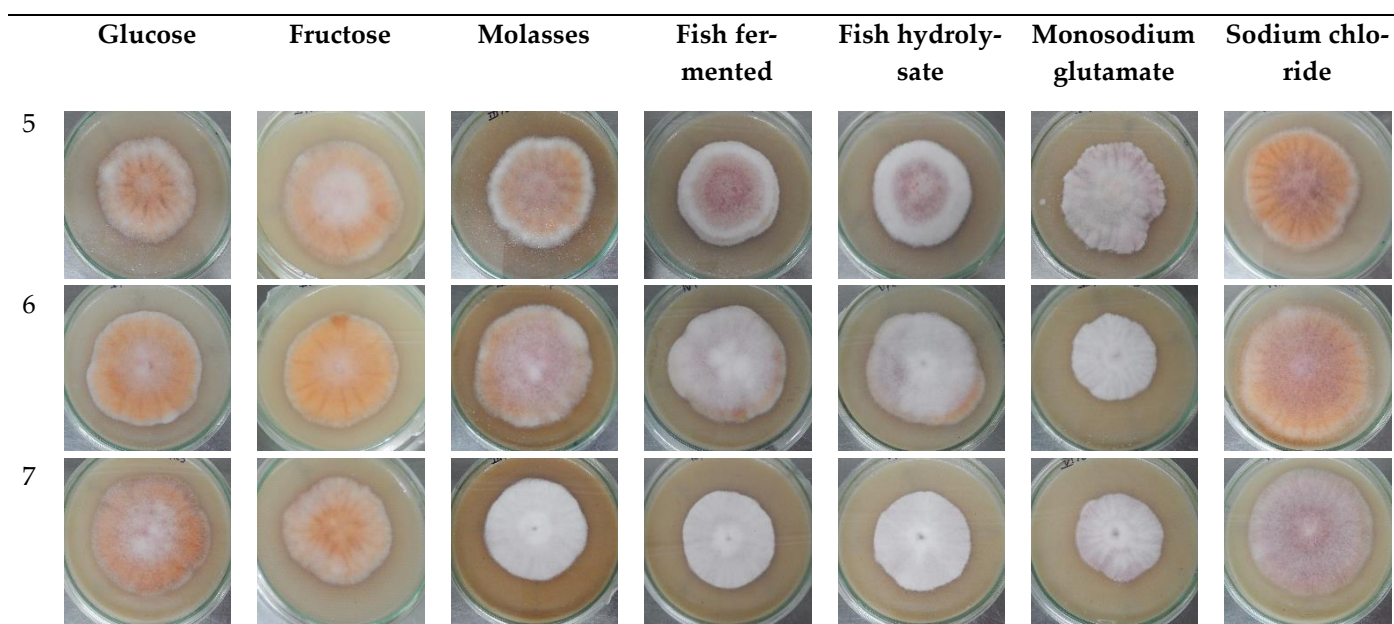 Glucose Fructose Molasses Fish fer- Fish hydroly- Monosodium Sodium chlo-
mented sate glutamate ride
5
6
7